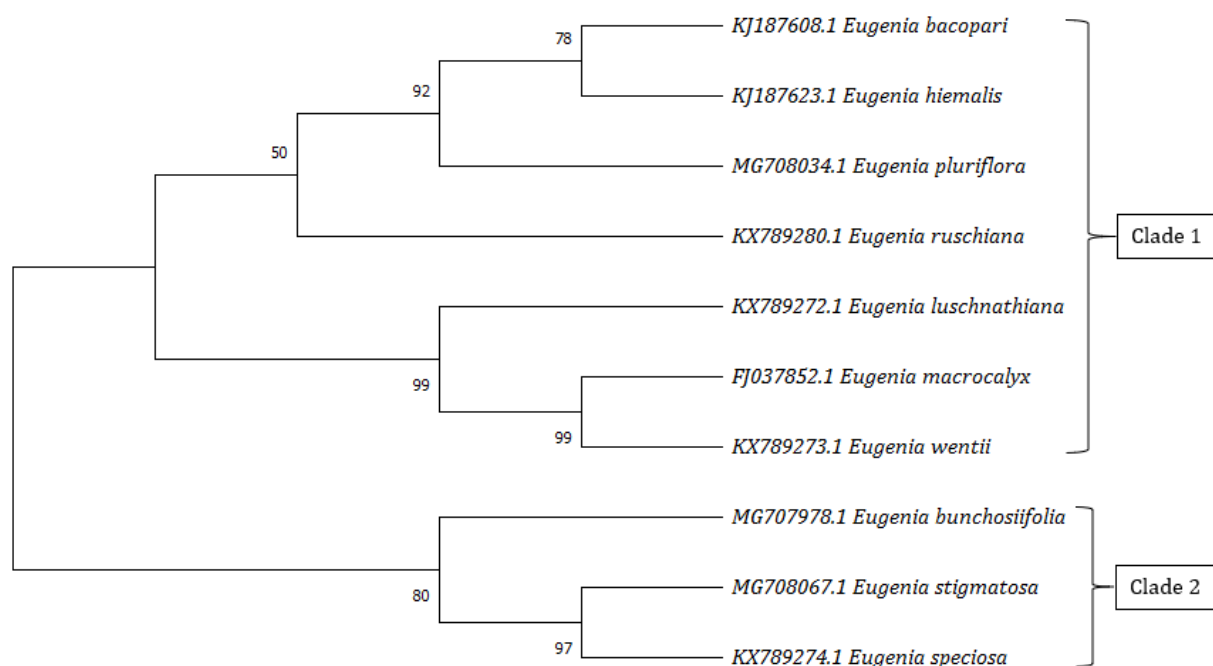 KJ187608.1 Eugenia bacopari
78
KJ187623.1 Eugenia hiemalis
92
50
MG708034.1 Eugenia pluriflora
KX789280.1 Eugenia ruschiana
Clade 1
KX789272.1 Eugenia luschnathiana
99
FJ037852.1 Eugenia macrocalyx
99
KX789273.1 Eugenia wentii
MG707978.1 Eugenia bunchosiifolia
80
MG708067.1 Eugenia stigmatosa
Clade 2
97
KX789274.1 Eugenia speciosa